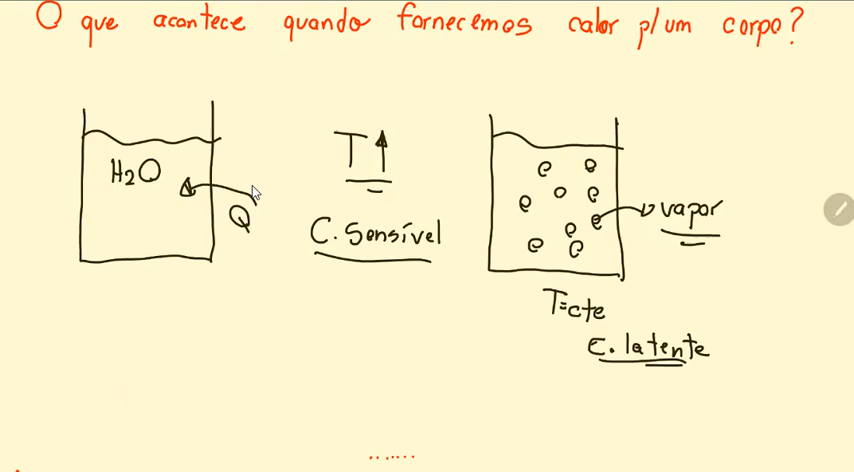 O que acontece quando fornecemos calor p/ um corpo?
H₂O
Q
T↑
C. Sensível
vapor
T=cte
C. latente
.......